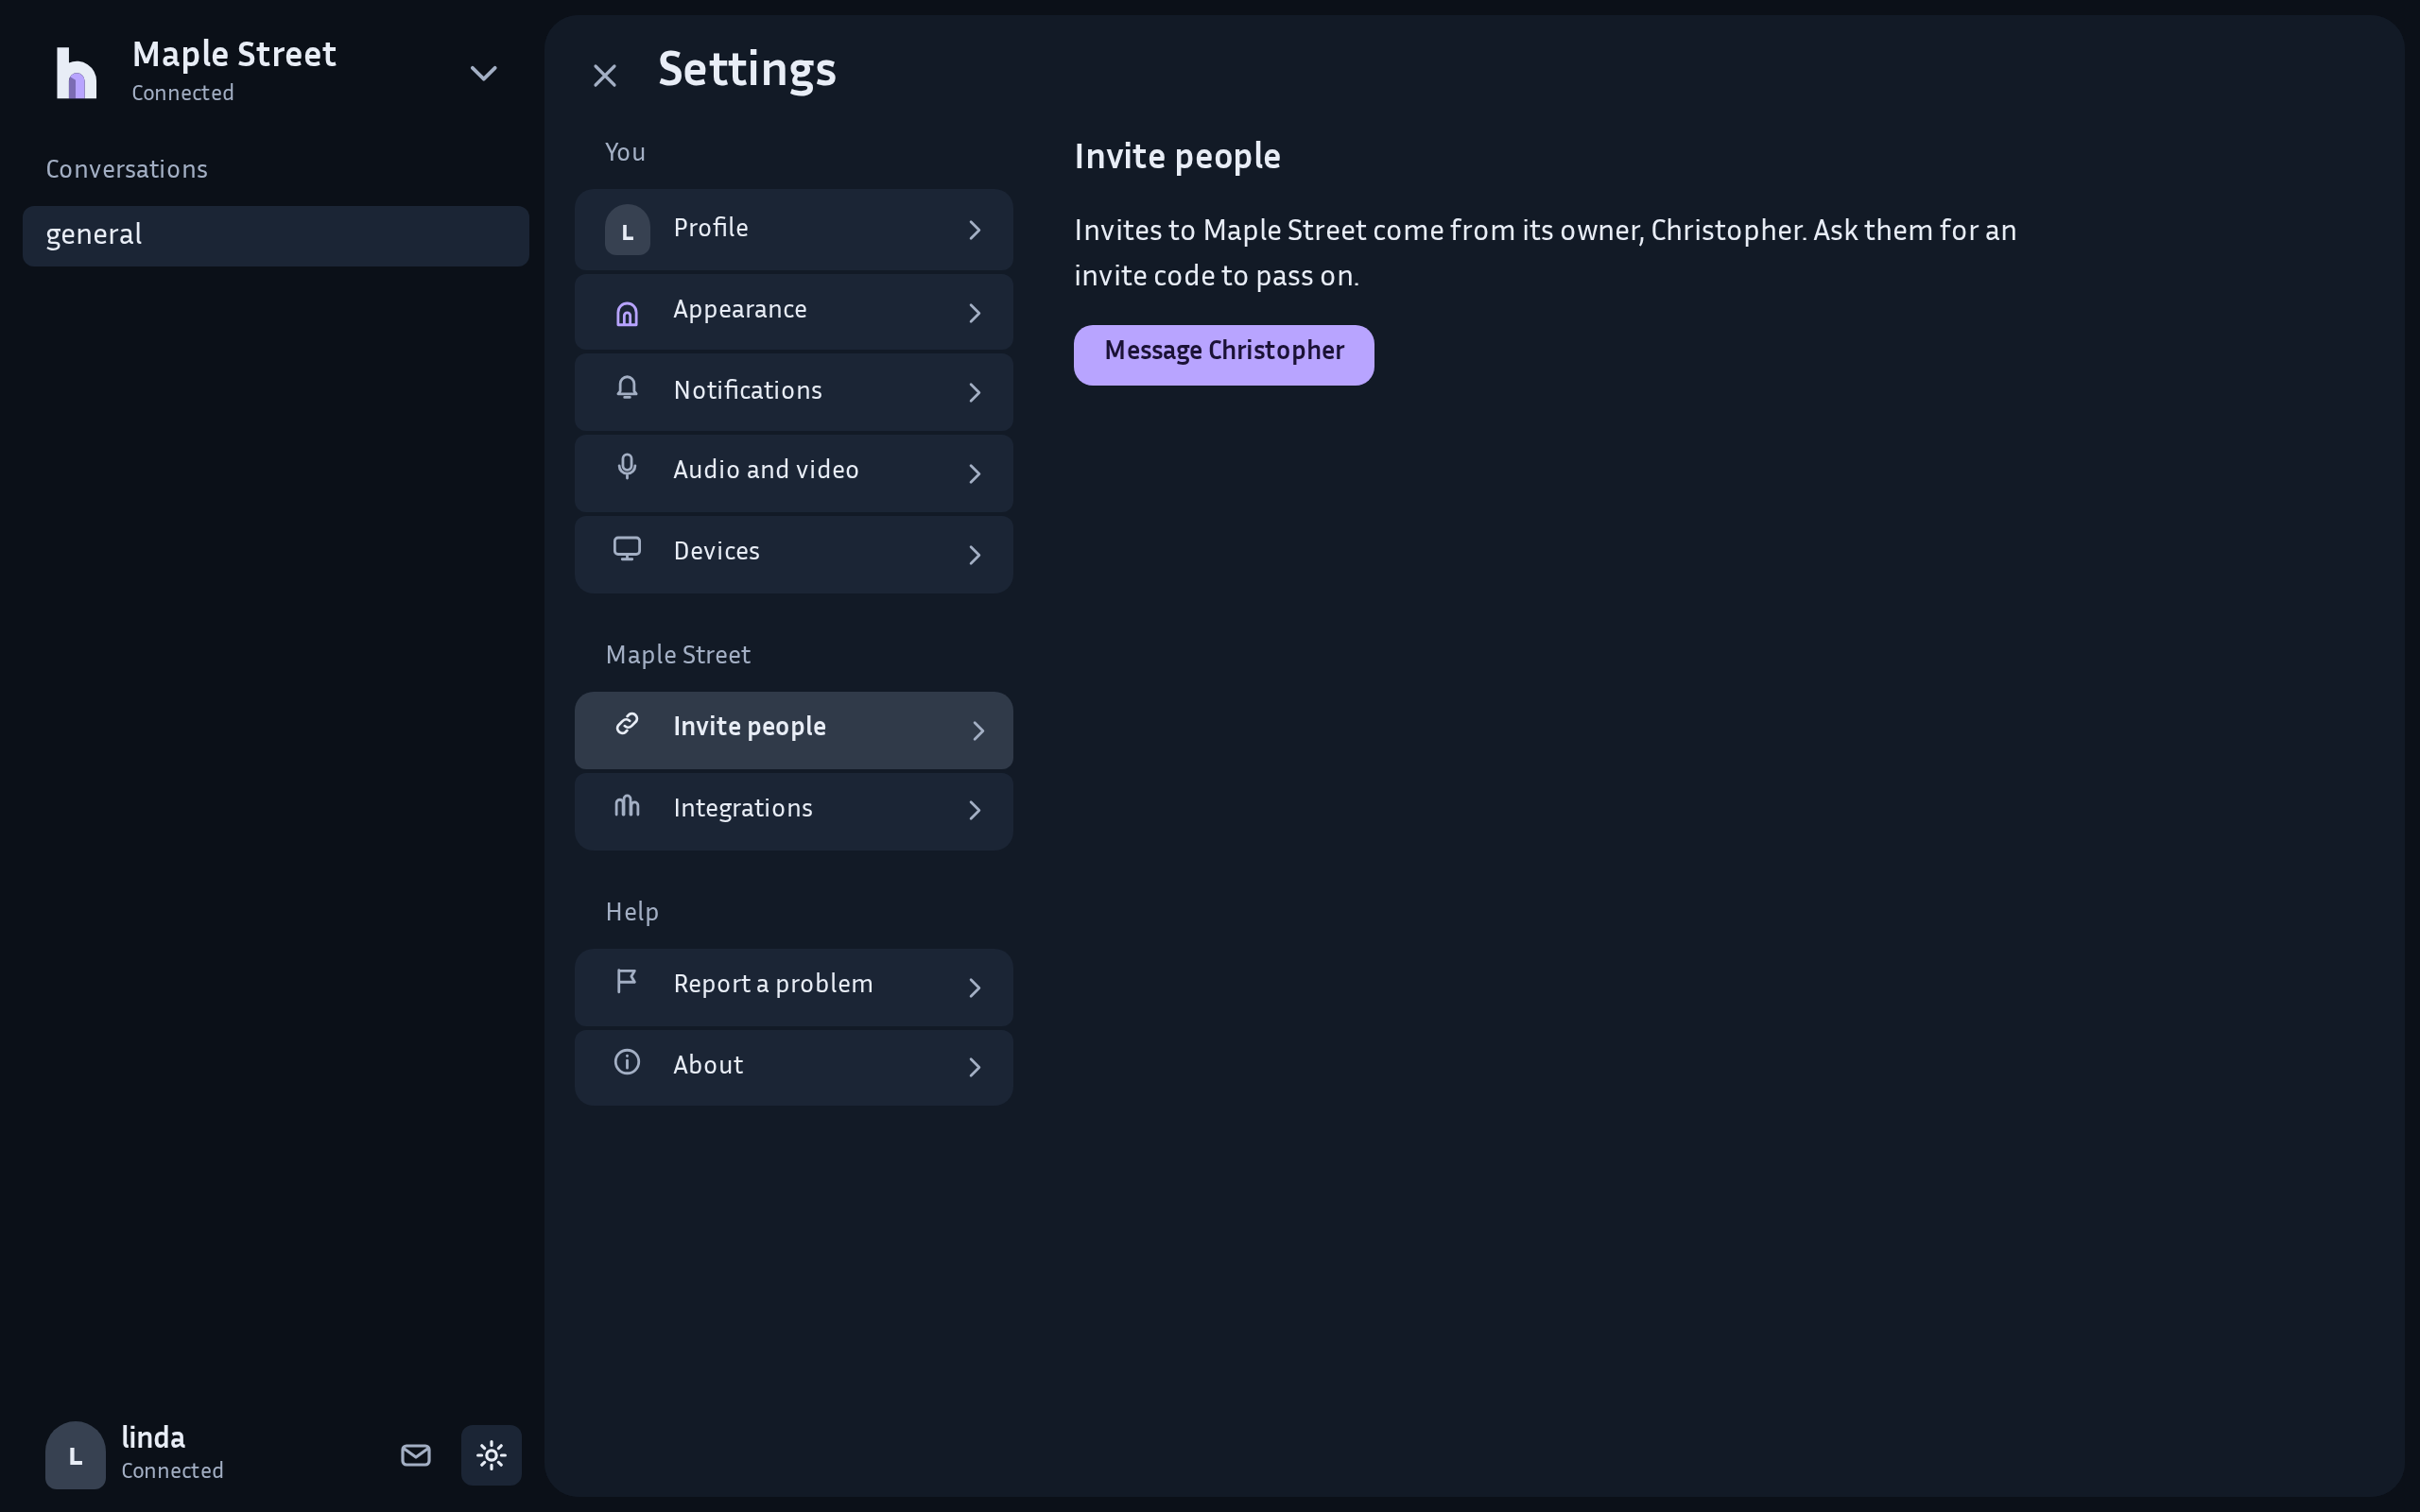 Maple Street
Connected
Conversations
general
L
linda
Connected
Settings
You
L
Profile
Appearance
Notifications
Audio and video
Devices
Maple Street
Invite people
Integrations
Help
Report a problem
About
Invite people
Invites to Maple Street come from its owner, Christopher. Ask them for an
invite code to pass on.
Message Christopher